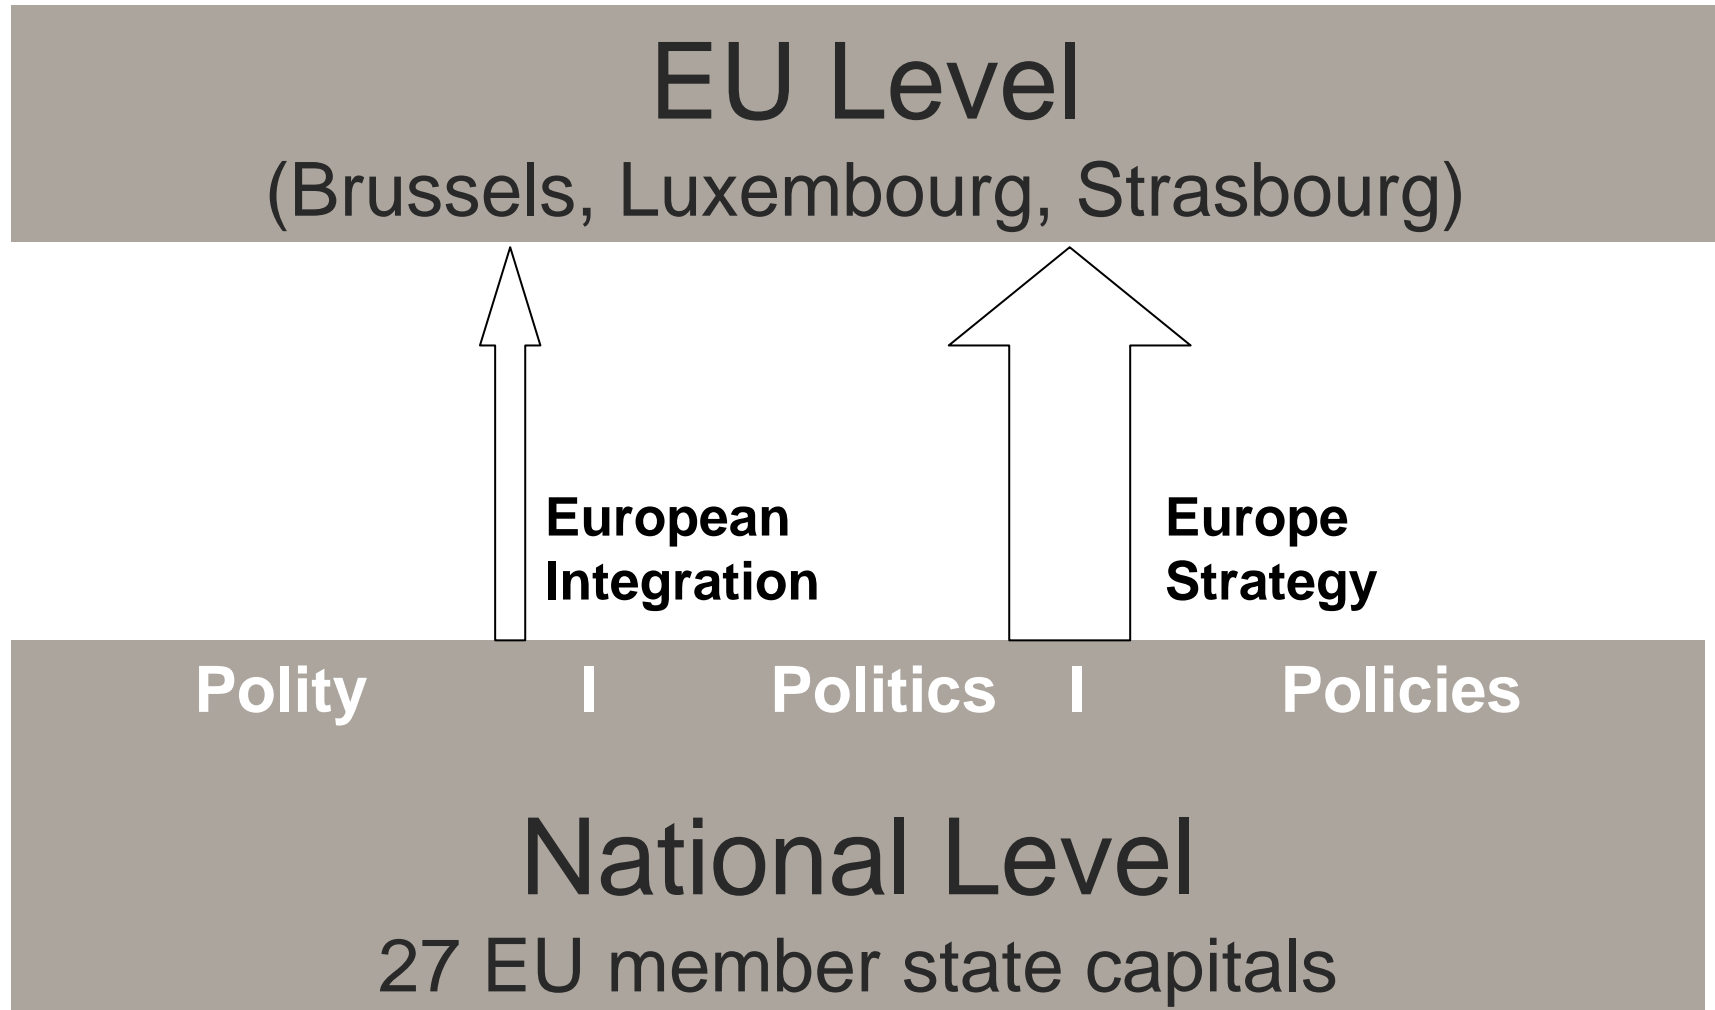 EU Level
(Brussels, Luxembourg, Strasbourg)
European
Integration
Europe
Strategy
Polity I Politics I Policies
National Level
27 EU member state capitals